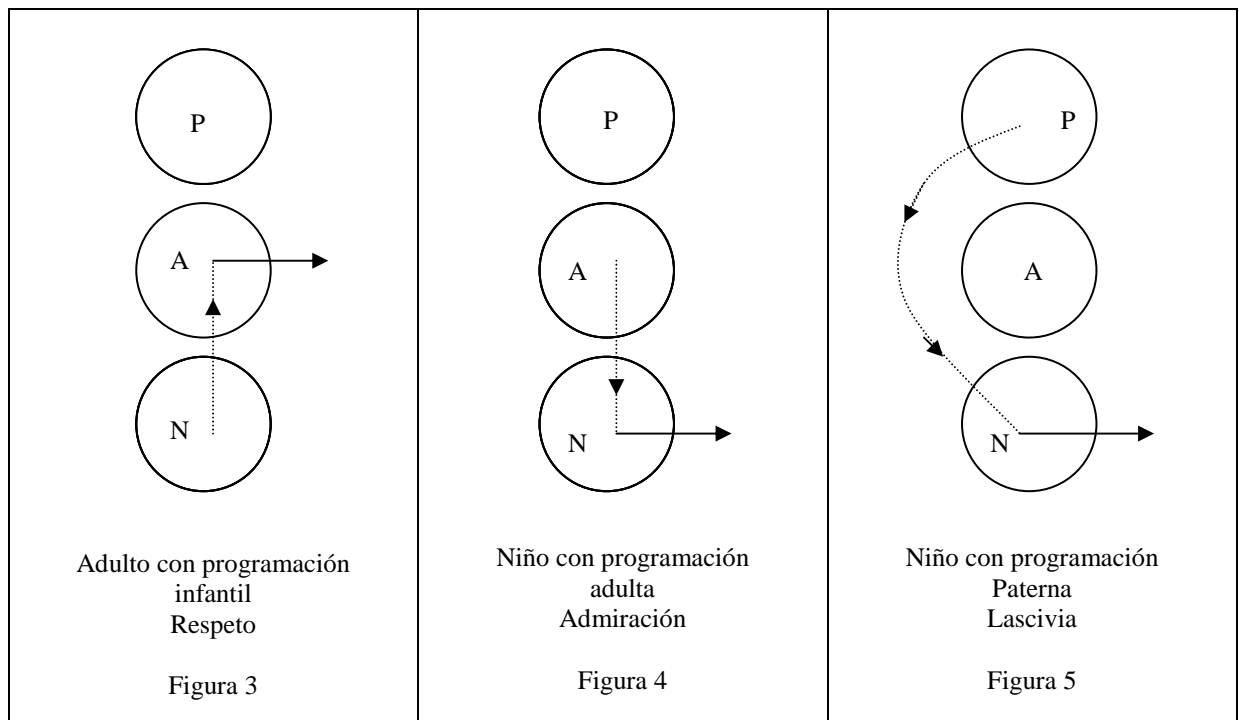 P
A
N
Adulto con programación
infantil
Respeto
Figura 3
P
A
N
Niño con programación
adulta
Admiración
Figura 4
P
A
N
Niño con programación
Paterna
Lascivia
Figura 5